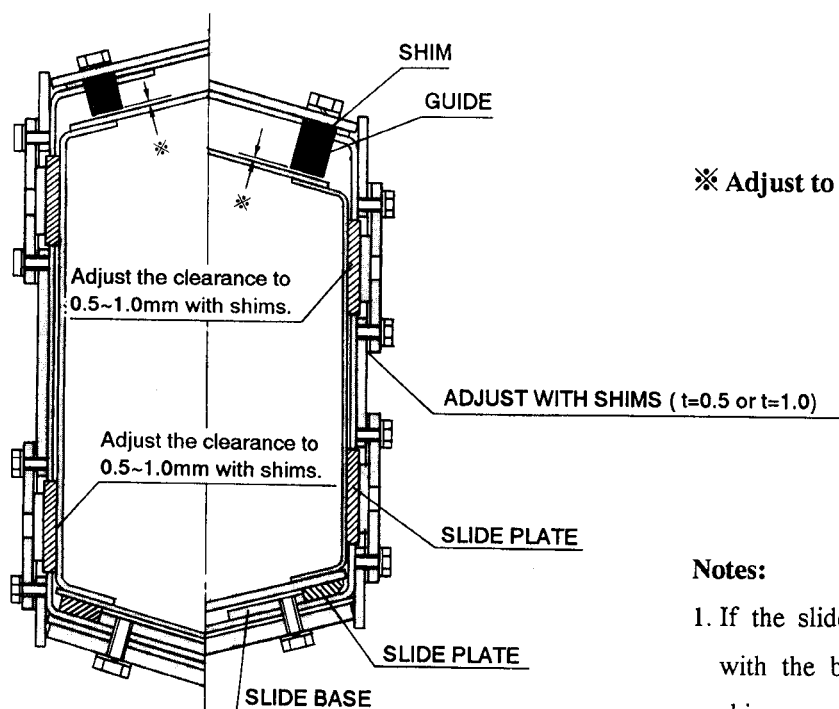 SHIM
GUIDE
※ Adjust to
※
※
Adjust the clearance to
0.5~1.0mm with shims.
ADJUST WITH SHIMS ( t=0.5 or t=1.0)
Adjust the clearance to
0.5~1.0mm with shims.
SLIDE PLATE
Notes:
1. If the slid
with the b
SLIDE PLATE
SLIDE BASE